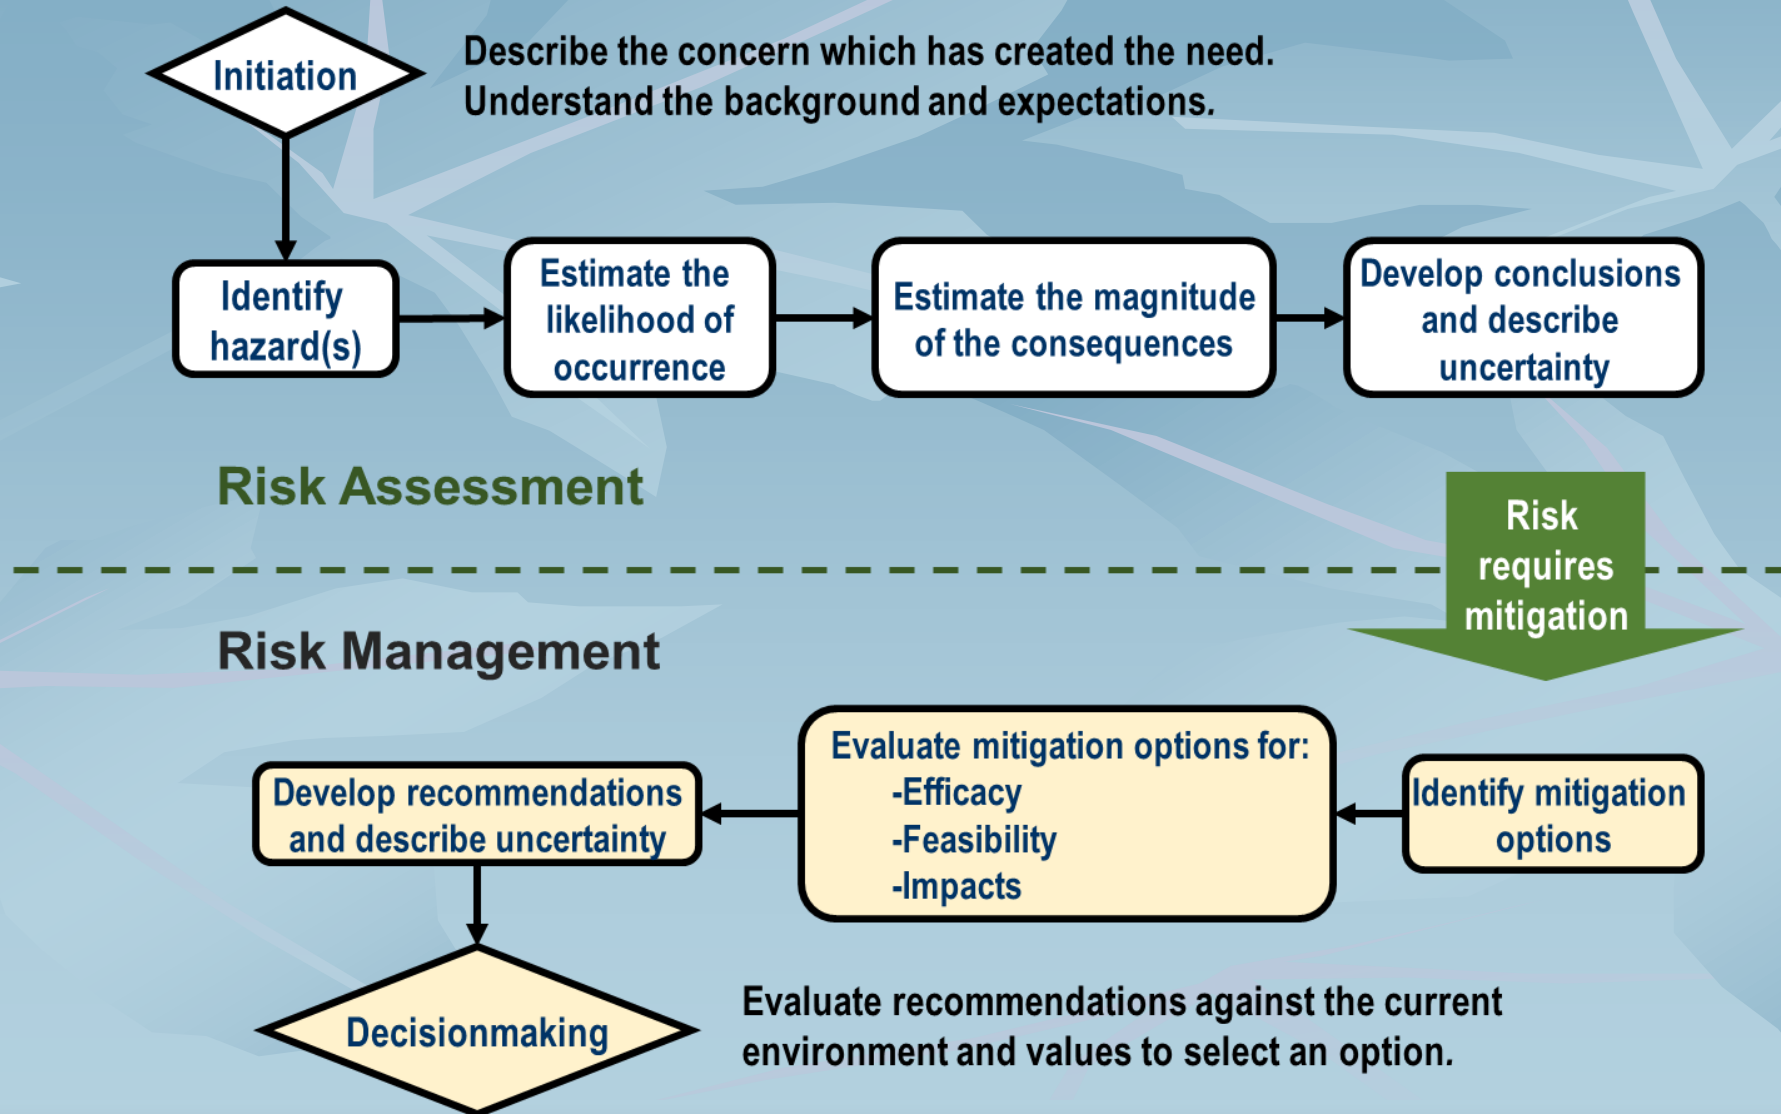 Initiation
Describe the concern which has created the need.
Understand the background and expectations.
Identify
hazard(s)
Estimate the
likelihood of
occurrence
Estimate the magnitude
of the consequences
Develop conclusions
and describe
uncertainty
Risk Assessment
Risk
requires
mitigation
Risk Management
Identify mitigation
options
Evaluate mitigation options for:
-Efficacy
-Feasibility
-Impacts
Develop recommendations
and describe uncertainty
Decisionmaking
Evaluate recommendations against the current
environment and values to select an option.